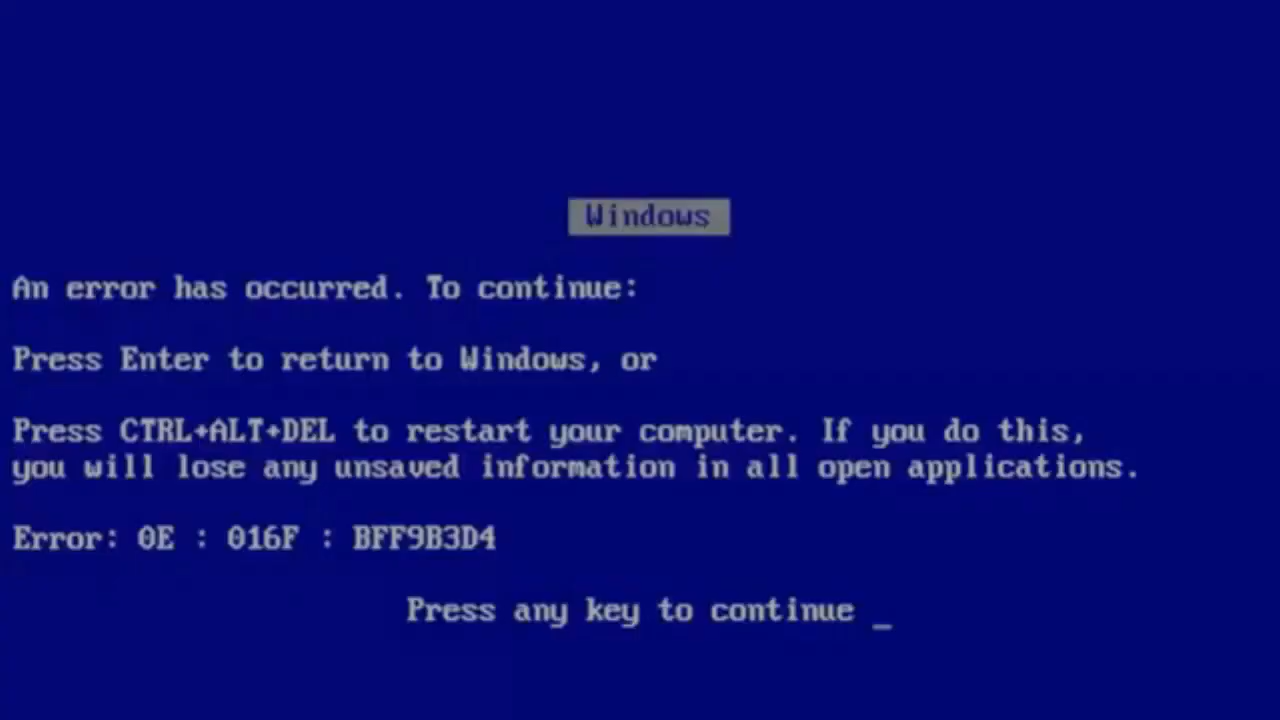 Windows
An error has occurred. To continue:
Press Enter to return to Windows, or
Press CTRL+ALT+DEL to restart your computer. If you do this,
you will lose any unsaved information in all open applications.
Error: 0E : 016F : BFF9B3D4
Press any key to continue _